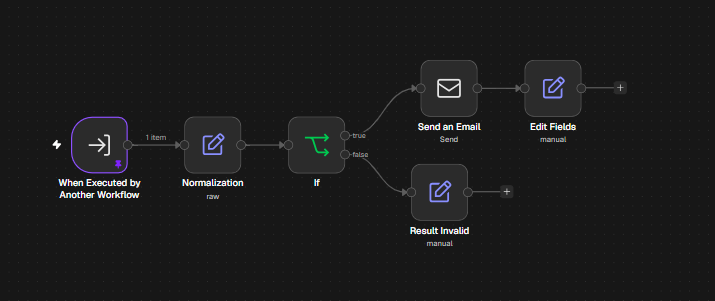 When Executed by
Another Workflow
1 item
Normalization
raw
If
true
false
Send an Email
Send
Edit Fields
manual
Result Invalid
manual